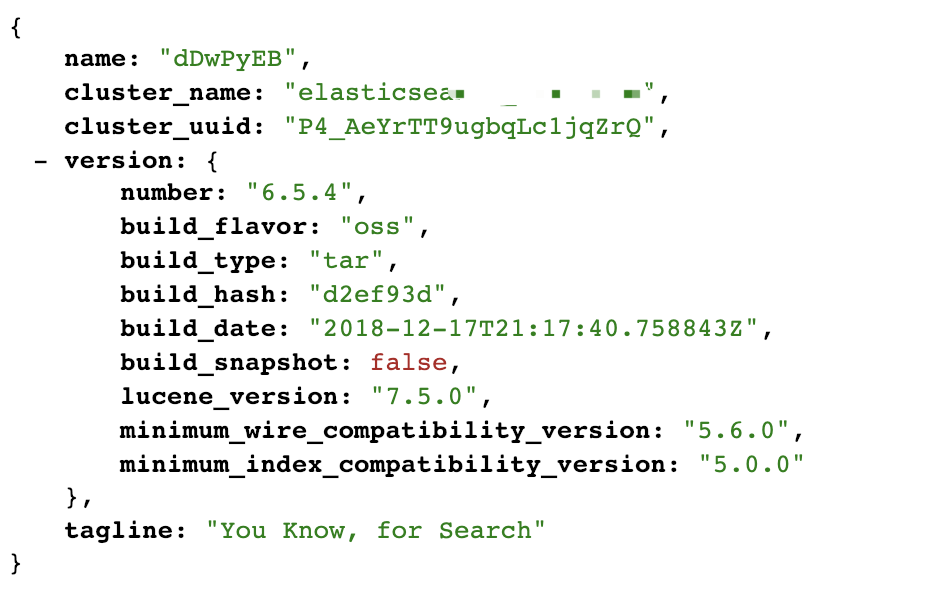 {
name: "dDwPyEB",
cluster_name: ",
cluster_uuid: "P4_AeYrTT9ugbqLc1jqZrQ",
- version: {
number: "6.5.4",
build_flavor: "oss",
build_type: "tar",
build_hash: "d2ef93d",
build_date: "2018-12-17T21:17:40.758843Z",
build_snapshot: false,
lucene_version: "7.5.0",
minimum_wire_compatibility_version: "5.6.0",
minimum_index_compatibility_version: "5.0.0"
},
tagline: "You Know, for Search"
}